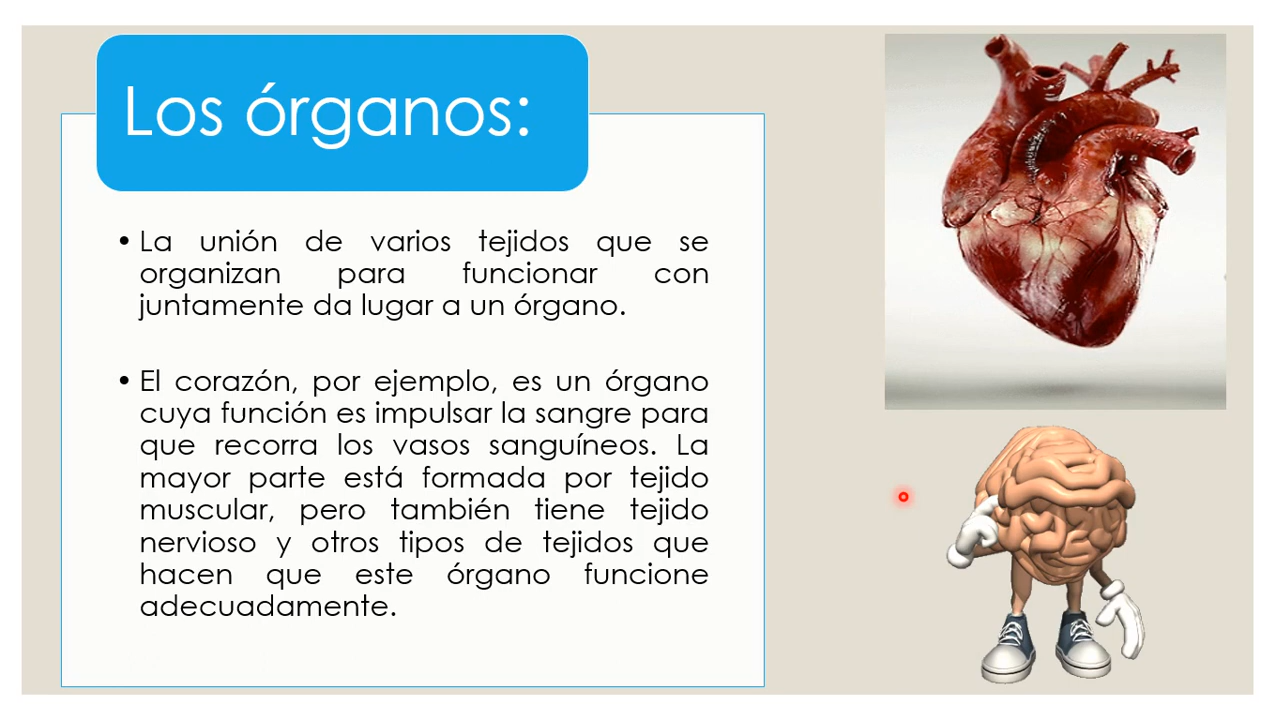 Los órganos:
• La unión de varios tejidos que se
organizan para funcionar con
juntamente da lugar a un órgano.
• El corazón, por ejemplo, es un órgano
cuya función es impulsar la sangre para
que recorra los vasos sanguíneos. La
mayor parte está formada por tejido
muscular, pero también tiene tejido
nervioso y otros tipos de tejidos que
hacen que este órgano funcione
adecuadamente.